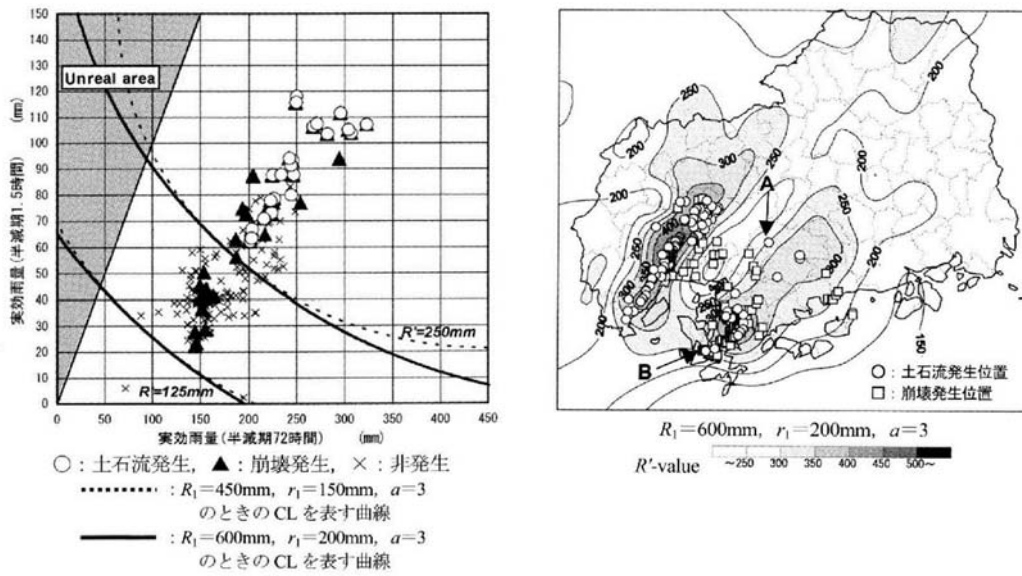 150
140
130
120
110
100
90
80
70
60
50
40
30
20
10
0
実効雨量(半減期1.5時間) (mm)
Unreal area
R'=250mm
R'=125mm
0 50 100 150 200 250 300 350 400 450
実効雨量(半減期72時間) (mm)
○:土石流発生, ▲:崩壊発生, ×:非発生
:R₁=450mm, r₁=150mm, a=3
のときのCLを表す曲線
:R₁=600mm, r₁=200mm, a=3
のときのCLを表す曲線
250
200
200
250
200
300
250
200
A
250
200
400
250
300
300
200
200
150
B
○:土石流発生位置
□:崩壊発生位置
R₁=600mm, r₁=200mm, a=3
R'-value
~250 300 350 400 450 500~